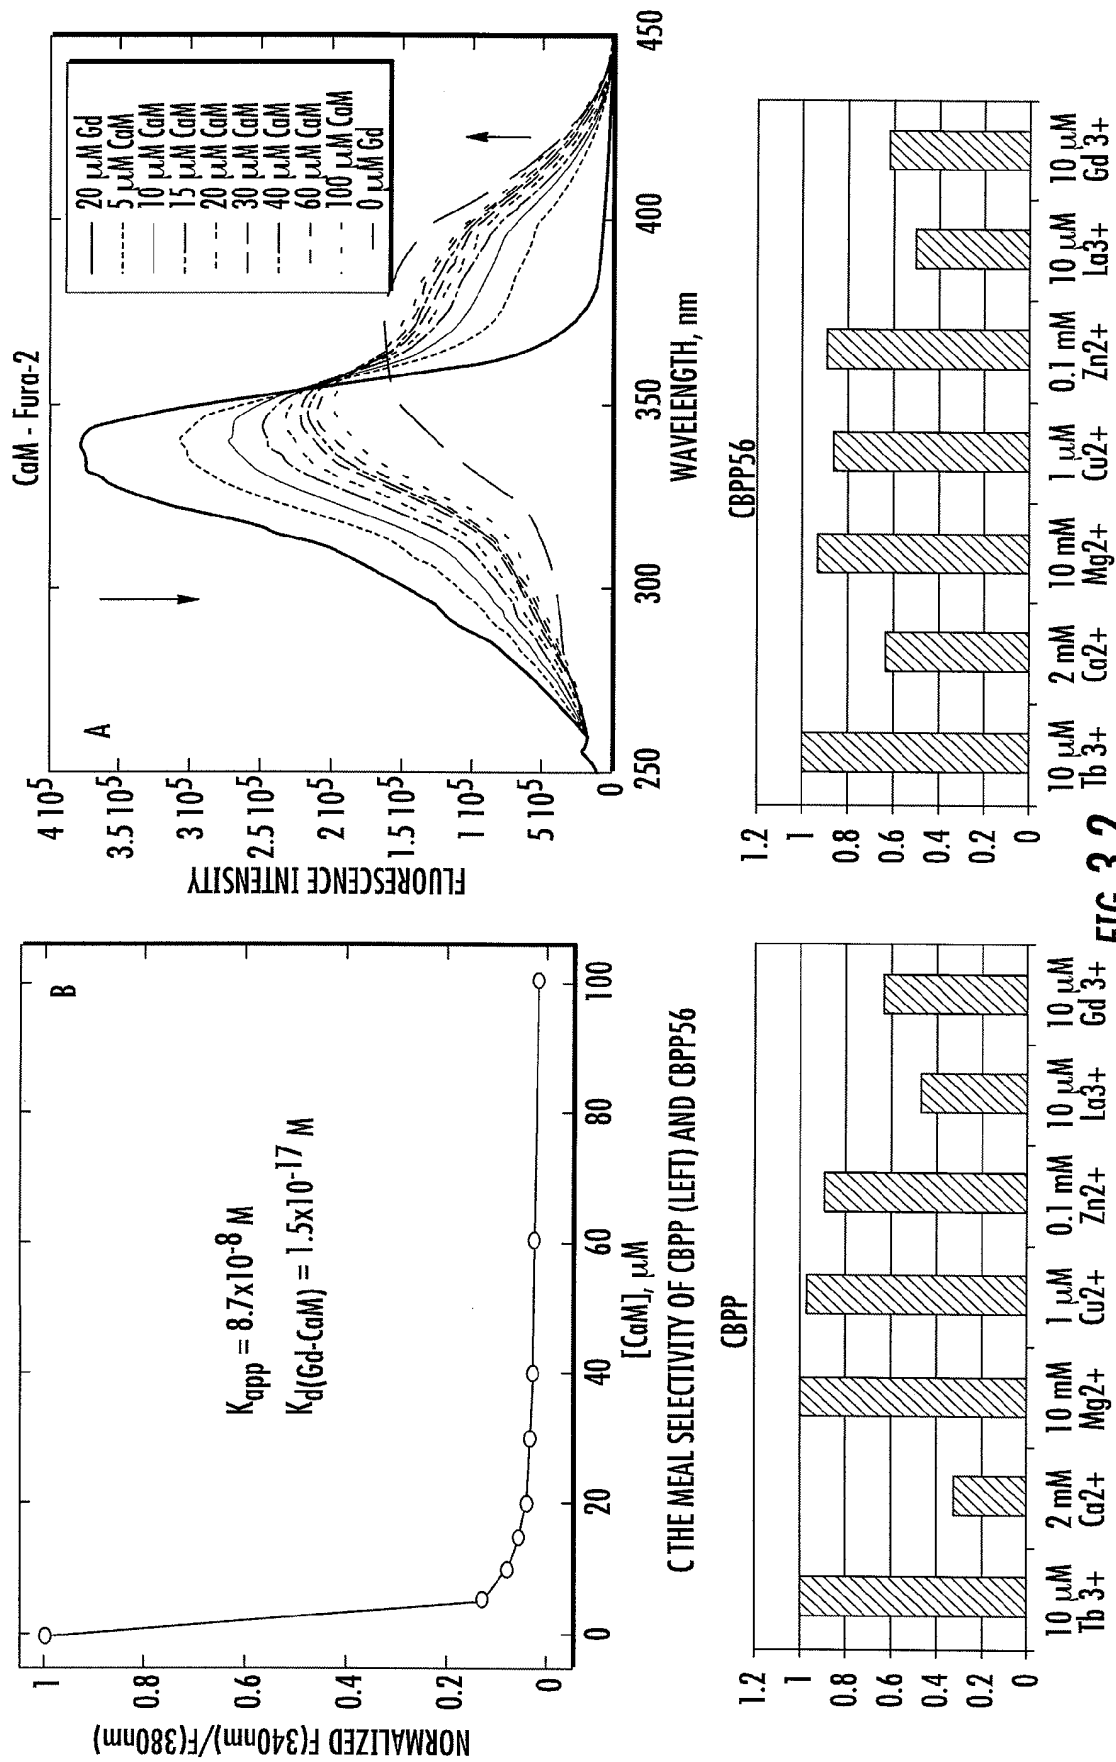 B
NORMALIZED F(340nm)/F(380nm)
1
0.8
0.6
0.4
0.2
0
Kapp = 8.7x10-8 M
Kd(Gd-CaM) = 1.5x10-17 M
0 20 40 60 80 100
[CaM], µM
CaM - Fura-2
A
FLUORESCENCE INTENSITY
4 10 5
3.5 10 5
3 10 5
2.5 10 5
2 10 5
1.5 10 5
1 10 5
5 10 5
0
20 µM Gd
5 µM CaM
10 µM CaM
15 µM CaM
20 µM CaM
30 µM CaM
40 µM CaM
60 µM CaM
100 µM CaM
0 µM Gd
250 300 350 400 450
WAVELENGTH, nm
C THE MEAL SELECTIVITY OF CBPP (LEFT) AND CBPP56
CBPP
1.2
1
0.8
0.6
0.4
0.2
0
10 µM 2 mM 10 mM 1 µM 0.1 mM 10 µM 10 µM
Tb 3+ Ca2+ Mg2+ Cu2+ Zn2+ La3+ Gd 3+
CBPP56
1.2
1
0.8
0.6
0.4
0.2
0
10 µM 2 mM 10 mM 1 µM 0.1 mM 10 µM 10 µM
Tb 3+ Ca2+ Mg2+ Cu2+ Zn2+ La3+ Gd 3+
FIG. 3.2